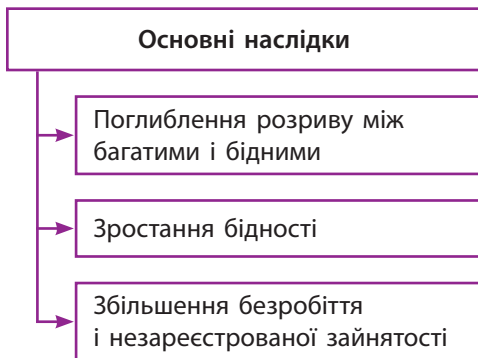 Основні наслідки
Поглиблення розриву між
багатими і бідними
Зростання бідності
Збільшення безробіття
і незареєстрованої зайнятості